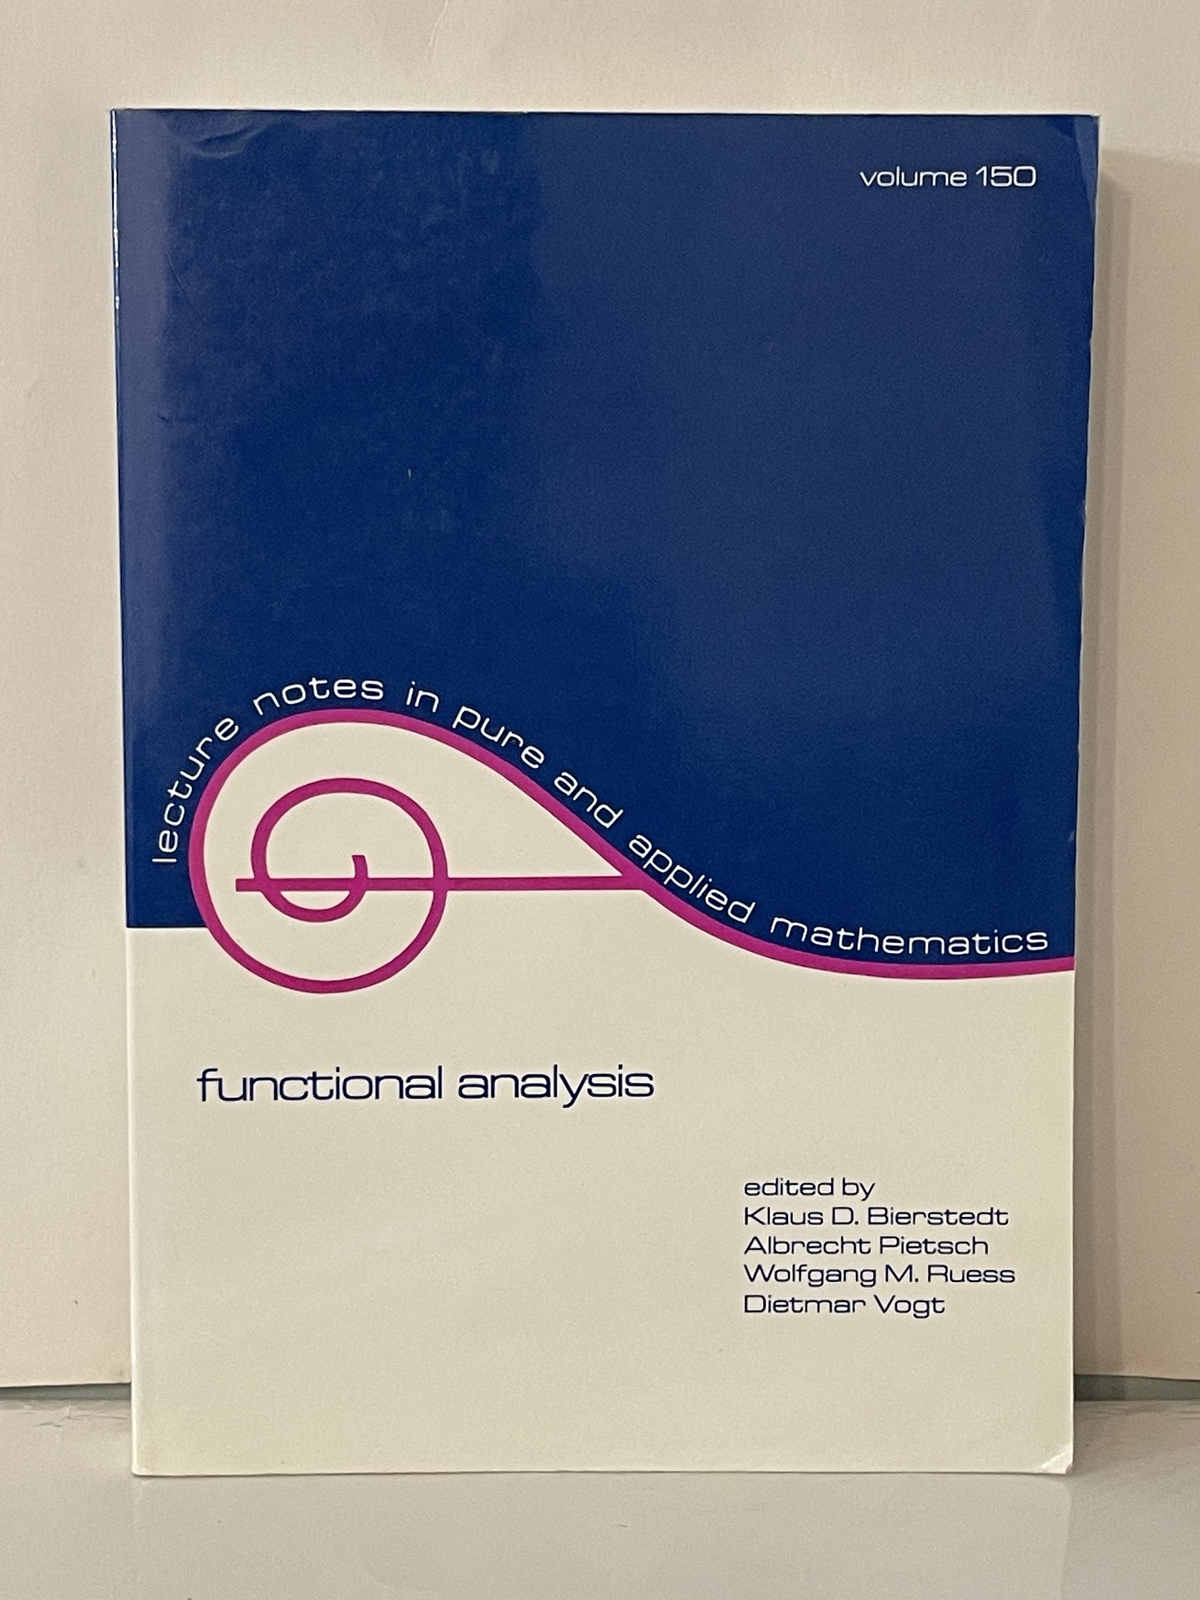 volume 150
lecture notes in pure and applied mathematics
functional analysis
edited by
Klaus D. Bierstedt
Albrecht Pietsch
Wolfgang M. Ruess
Dietmar Vogt